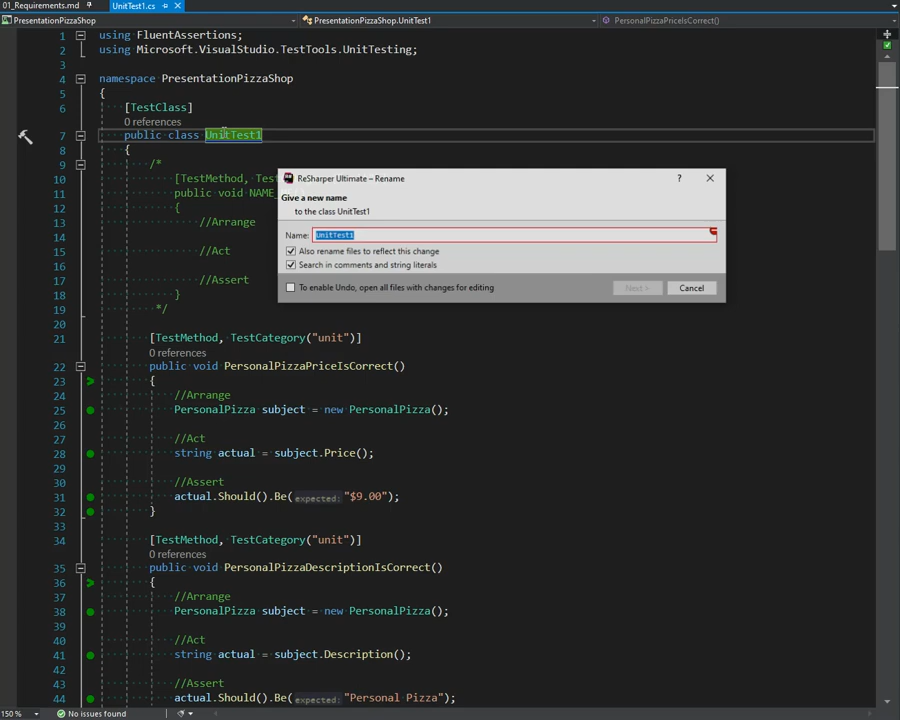 01_Requirements.md
UnitTest1.cs
PresentationPizzaShop
PresentationPizzaShop.UnitTest1
PersonalPizzaPriceIsCorrect()
1 using FluentAssertions;
2 using Microsoft.VisualStudio.TestTools.UnitTesting;
3
4 namespace PresentationPizzaShop
5 {
6 [TestClass]
0 references
7 public class UnitTest1
8 {
9 /*
10 [TestMethod, Tes
11 public void NAME
12 {
13 //Arrange
14
15 //Act
16
17 //Assert
18 }
19 */
20
21 [TestMethod, TestCategory("unit")]
0 references
22 public void PersonalPizzaPriceIsCorrect()
23 {
24 //Arrange
25 PersonalPizza subject = new PersonalPizza();
26
27 //Act
28 string actual = subject.Price();
29
30 //Assert
31 actual.Should().Be(expected: "$9.00");
32 }
33
34 [TestMethod, TestCategory("unit")]
0 references
35 public void PersonalPizzaDescriptionIsCorrect()
36 {
37 //Arrange
38 PersonalPizza subject = new PersonalPizza();
39
40 //Act
41 string actual = subject.Description();
42
43 //Assert
44 actual.Should().Be(expected: "Personal Pizza");
ReSharper Ultimate – Rename
?
Give a new name
to the class UnitTest1
Name: UnitTest1
Also rename files to reflect this change
Search in comments and string literals
To enable Undo, open all files with changes for editing
Next >
Cancel
150 %
No issues found